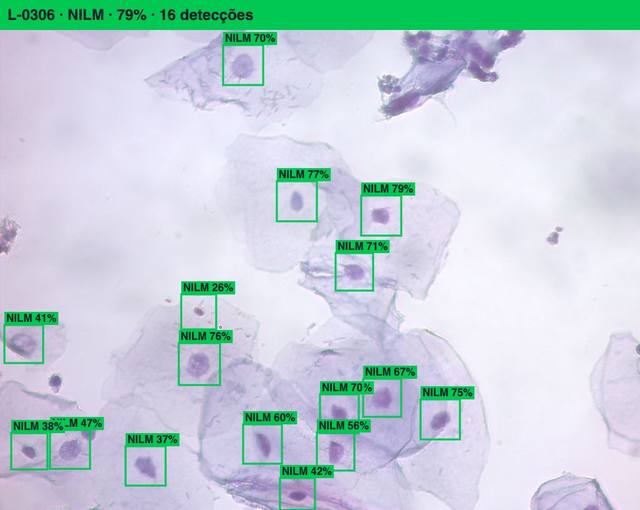 L-0306 · NILM · 79% · 16 detecções
NILM 70%
NILM 77%
NILM 79%
NILM 71%
NILM 26%
NILM 41%
NILM 76%
NILM 67%
NILM 70%
NILM 75%
NILM 60%
NILM 56%
NILM 38%
47%
NILM 37%
NILM 42%